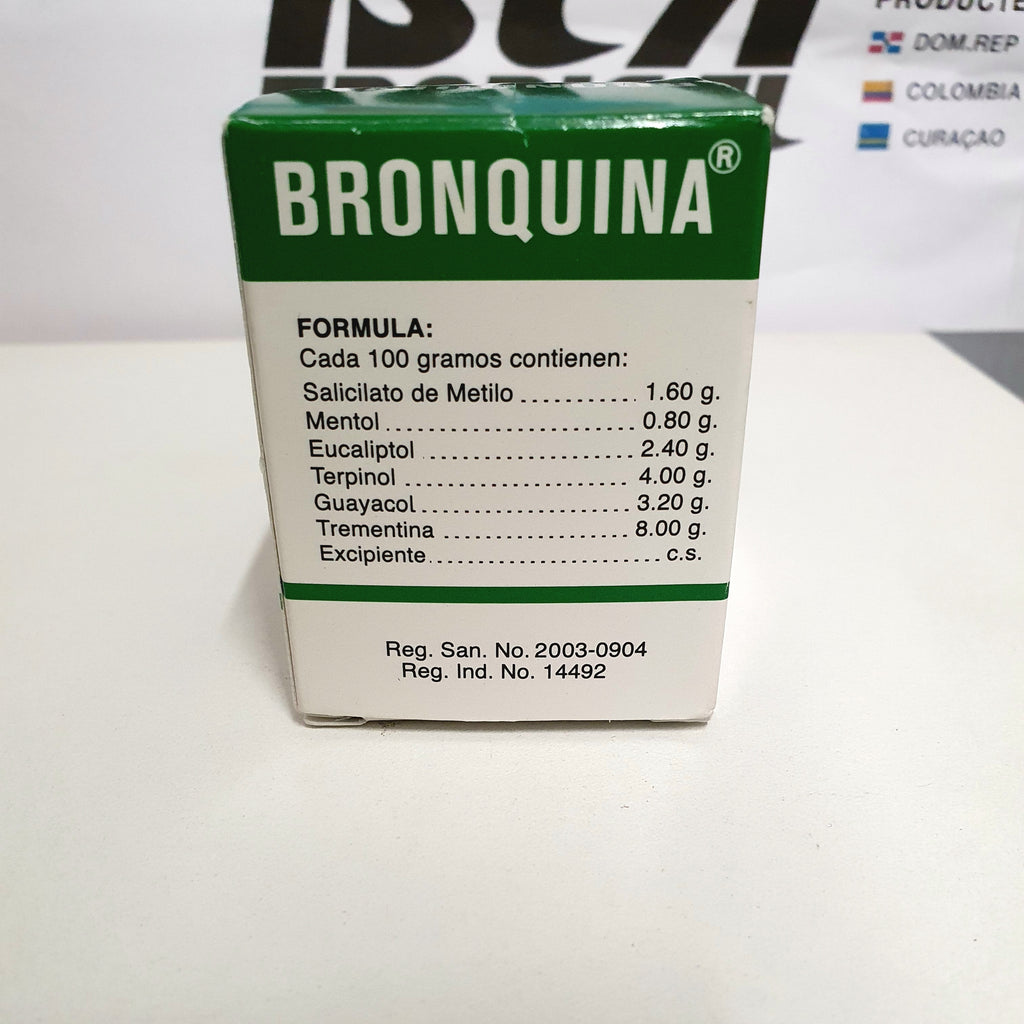 DOM.REP
COLOMBIA
CURAÇAO
BRONQUINA®
FORMULA:
Cada 100 gramos contienen:
Salicilato de Metilo .......... 1.60 g.
Mentol ........................ 0.80 g.
Eucaliptol .................... 2.40 g.
Terpinol ...................... 4.00 g.
Guayacol ...................... 3.20 g.
Trementina .................... 8.00 g.
Excipiente ...................... c.s.
Reg. San. No. 2003-0904
Reg. Ind. No. 14492